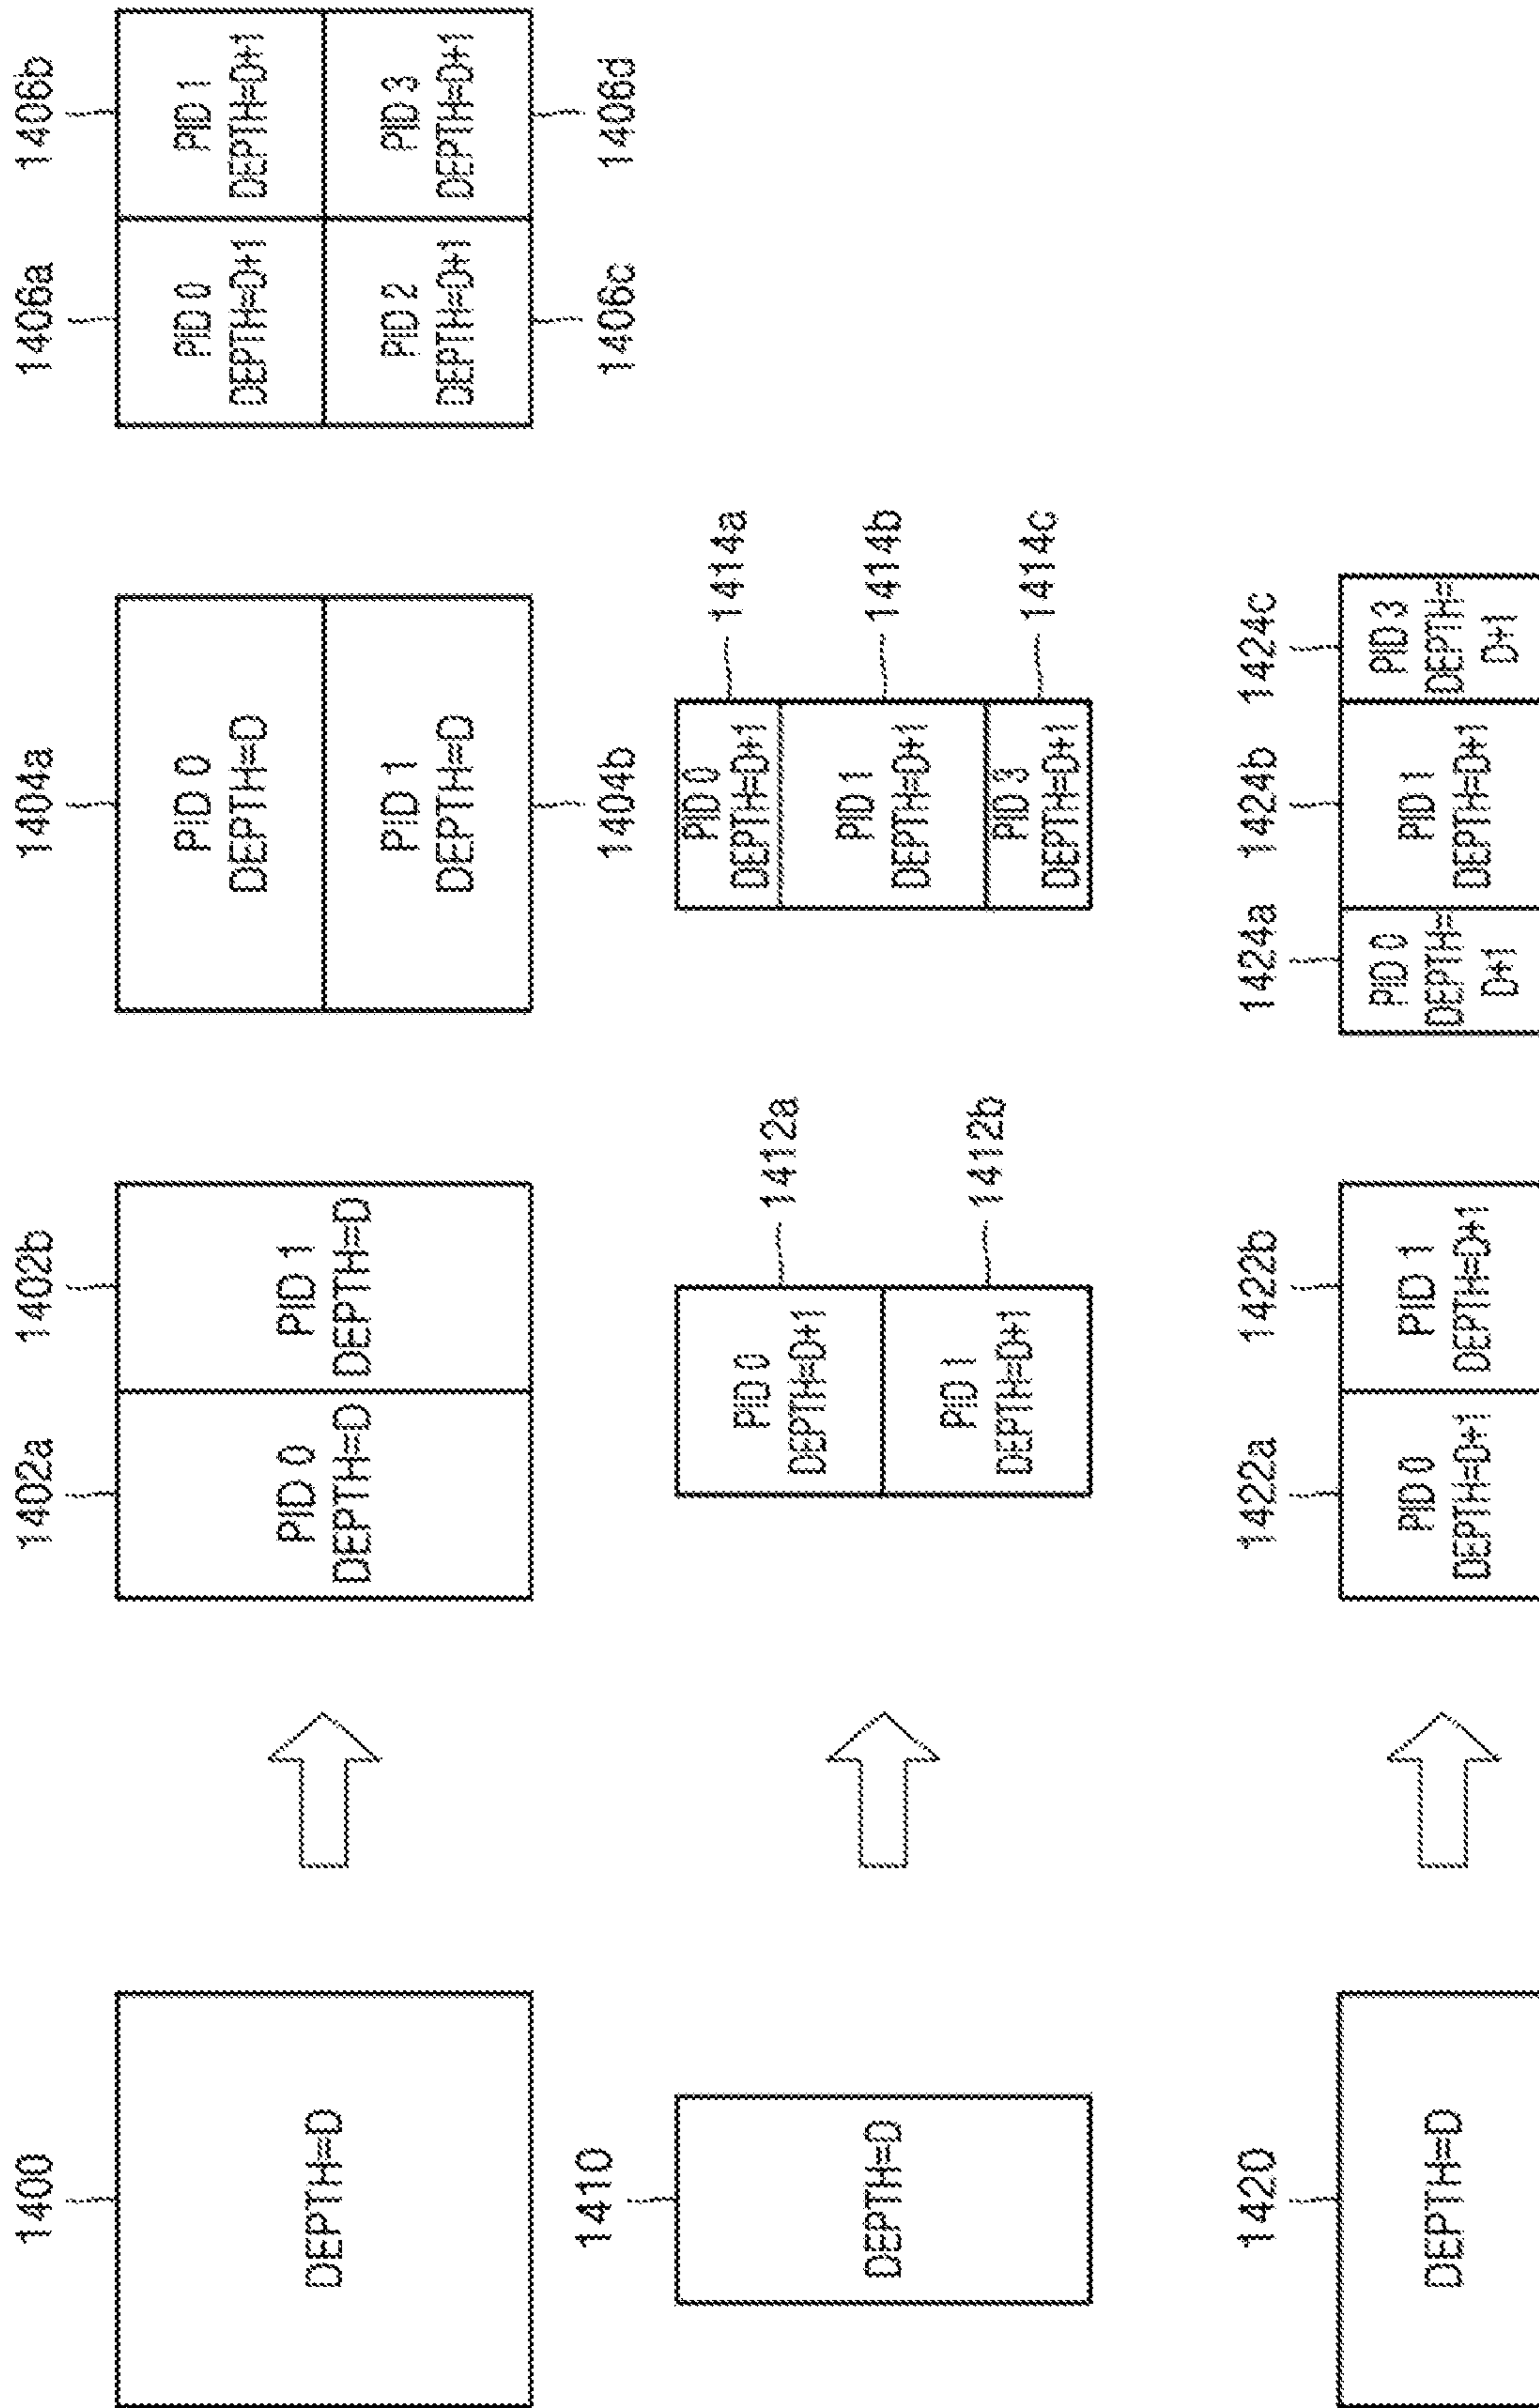 1400
DEPTH=D
1402a
1402b
PID 0
DEPTH=D
PID 1
DEPTH=D
1404a
PID 0
DEPTH=D
PID 1
DEPTH=D
1404b
1406a
1406b
PID 0
DEPTH=D+1
PID 1
DEPTH=D+1
PID 2
DEPTH=D+1
PID 3
DEPTH=D+1
1406c
1406d
1410
DEPTH=D
PID 0
DEPTH=D+1
1412a
PID 1
DEPTH=D+1
1412b
PID 0
DEPTH=D+1
1414a
PID 1
DEPTH=D+1
1414b
PID 3
DEPTH=D+1
1414c
1420
DEPTH=D
1422a
1422b
PID 0
DEPTH=D+1
PID 1
DEPTH=D+1
1424a
1424b
1424c
PID 0
DEPTH=
D+1
PID 1
DEPTH=D+1
PID 3
DEPTH=
D+1